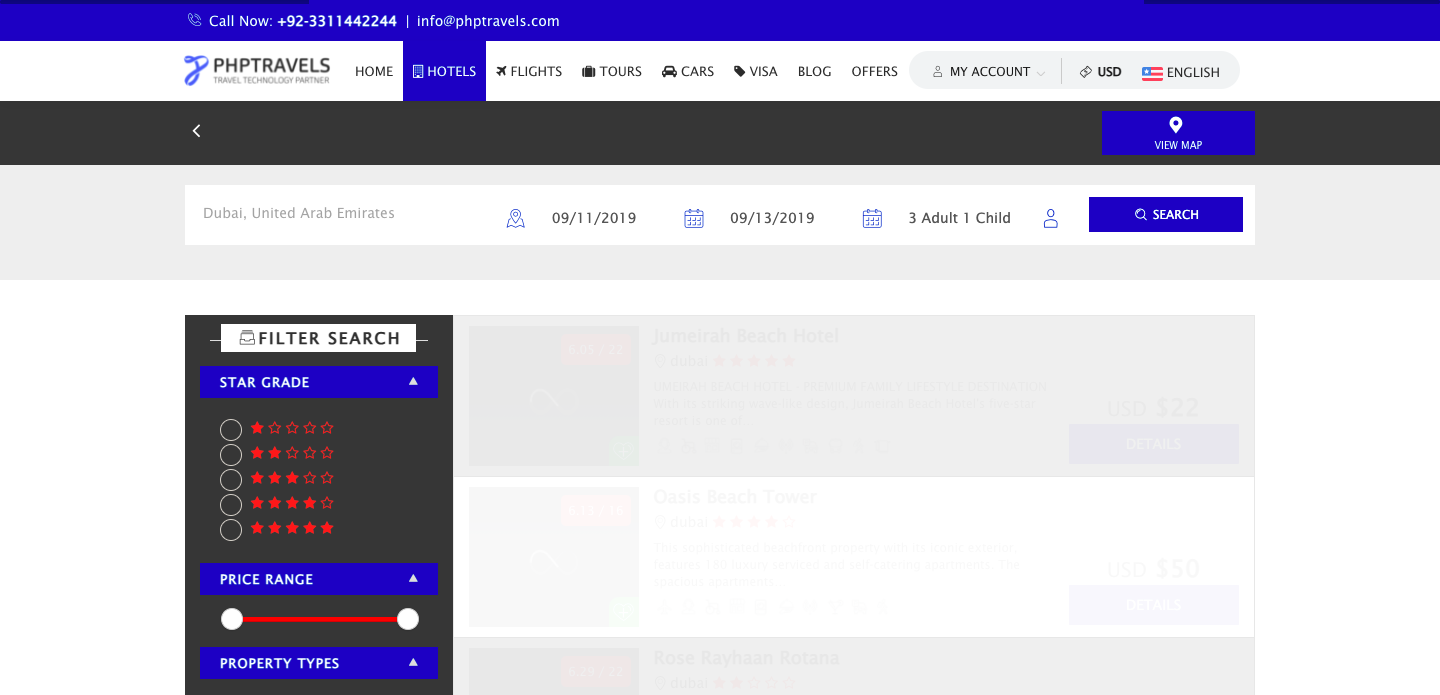 Call Now: +92-3311442244 | info@phptravels.com
PHPTRAVELS
TRAVEL TECHNOLOGY PARTNER
HOME HOTELS FLIGHTS TOURS CARS VISA BLOG OFFERS MY ACCOUNT USD ENGLISH
VIEW MAP
Dubai, United Arab Emirates 09/11/2019 09/13/2019 3 Adult 1 Child SEARCH
FILTER SEARCH
STAR GRADE
PRICE RANGE
PROPERTY TYPES
Jumeirah Beach Hotel
dubai
UMEIRAH BEACH HOTEL - PREMIUM FAMILY LIFESTYLE DESTINATION
With its striking wave-like design, Jumeirah Beach Hotel's five-star
resort is one of
USD $22
DETAILS
Oasis Beach Tower
dubai
This sophisticated beachfront property with its iconic exterior,
features 180 luxury serviced and self catering apartments. The
spacious apartments
USD $50
DETAILS
Rose Rayhaan Rotana
dubai